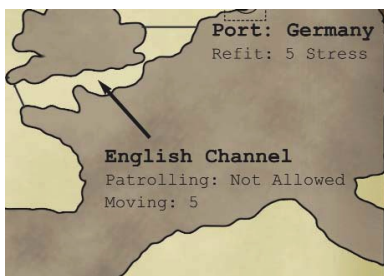 Port: Germany
Refit: 5 Stress
English Channel
Patrolling: Not Allowed
Moving: 5